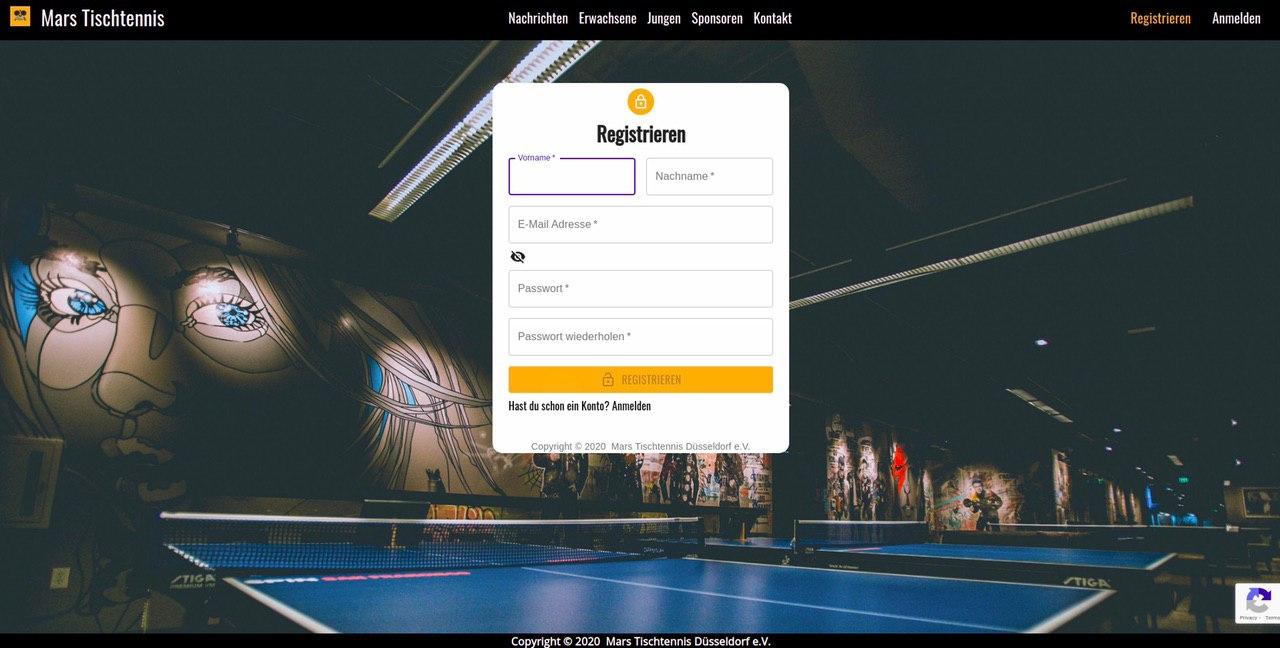 Mars Tischtennis
Nachrichten Erwachsene Jungen Sponsoren Kontakt
Registrieren Anmelden
Registrieren
Vorname *
Nachname *
E-Mail Adresse *
Passwort *
Passwort wiederholen *
REGISTRIEREN
Hast du schon ein Konto? Anmelden
Copyright © 2020 Mars Tischtennis Düsseldorf e.V.
STIGA
STIGA
Privacy - Terms
Copyright © 2020 Mars Tischtennis Düsseldorf e.V.